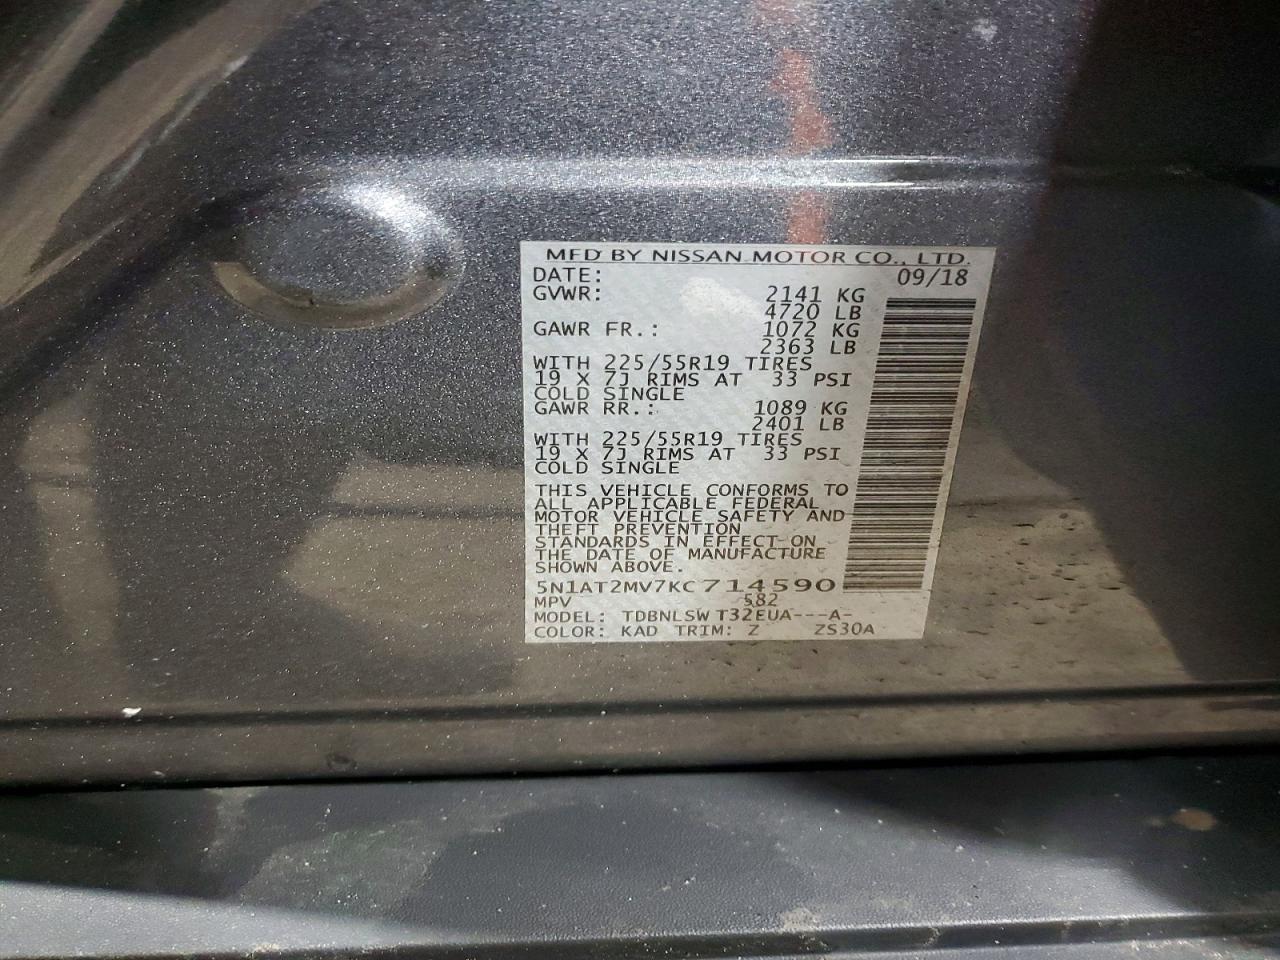 MFD BY NISSAN MOTOR CO., LTD.
DATE: 09/18
GVWR: 2141 KG
4720 LB
GAWR FR.: 1072 KG
2363 LB
WITH 225/55R19 TIRES
19 X 7J RIMS AT 33 PSI
COLD SINGLE
GAWR RR.: 1089 KG
2401 LB
WITH 225/55R19 TIRES
19 X 7J RIMS AT 33 PSI
COLD SINGLE
THIS VEHICLE CONFORMS TO
ALL APPLICABLE FEDERAL
MOTOR VEHICLE SAFETY AND
THEFT PREVENTION
STANDARDS IN EFFECT ON
THE DATE OF MANUFACTURE
SHOWN ABOVE.
5N1AT2MV7KC714590
MPV 582
MODEL: TDBNLSW T32EUA---A-
COLOR: KAD TRIM: Z ZS30A